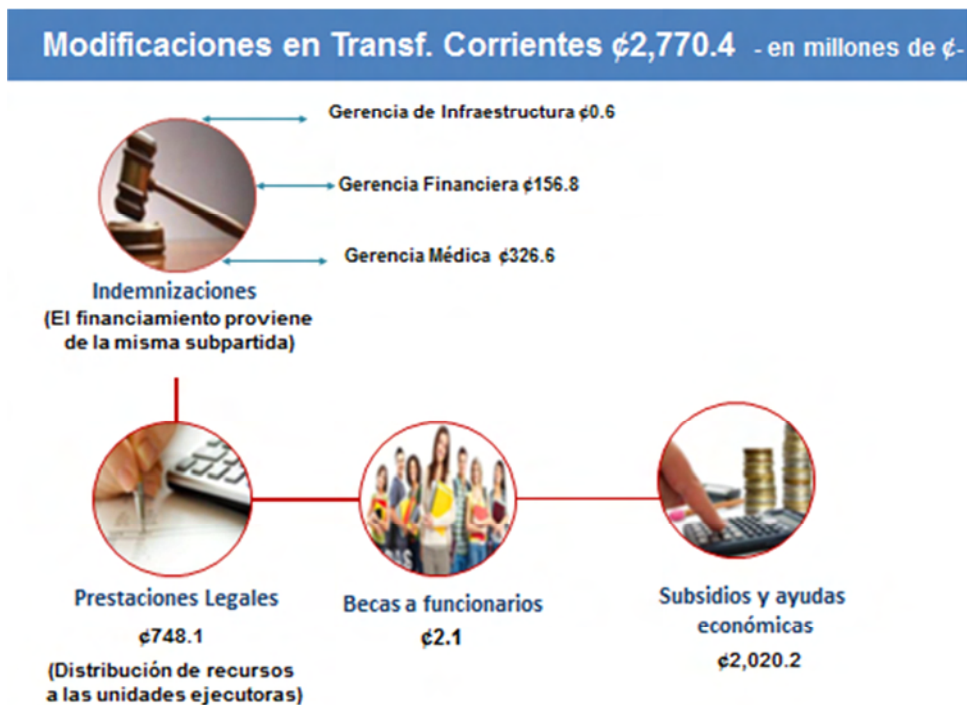 Modificaciones en Transf. Corrientes ¢2,770.4 - en millones de ¢-
Gerencia de Infraestructura ¢0.6
Gerencia Financiera ¢156.8
Gerencia Médica ¢326.6
Indemnizaciones
(El financiamiento proviene
de la misma subpartida)
Prestaciones Legales
¢748.1
(Distribución de recursos
a las unidades ejecutoras)
Becas a funcionarios
¢2.1
Subsidios y ayudas
económicas
¢2,020.2